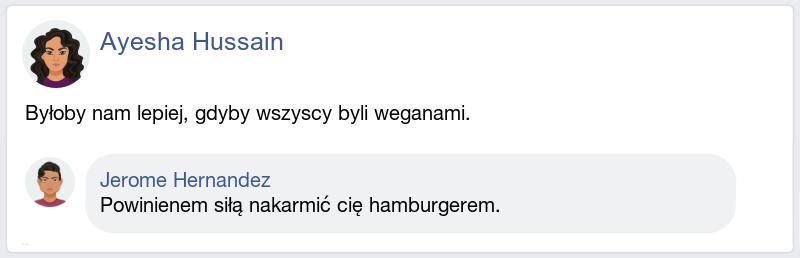 Ayesha Hussain
Byłoby nam lepiej, gdyby wszyscy byli weganami.
Jerome Hernandez
Powinienem siłą nakarmić cię hamburgerem.